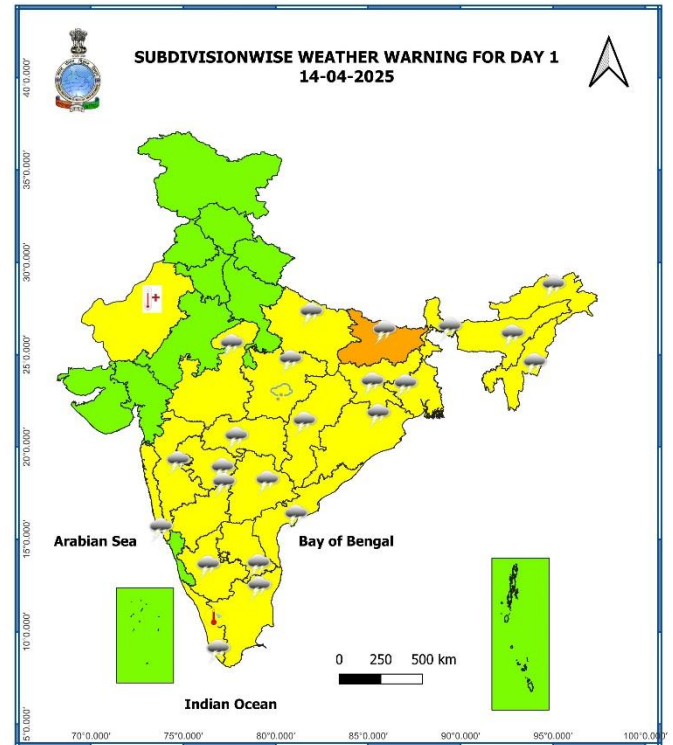 SUBDIVISIONWISE WEATHER WARNING FOR DAY 1
14-04-2025
40°0.000'
35°0.000'
30°0.000'
25°0.000'
20°0.000'
15°0.000'
10°0.000'
5°0.000'
Arabian Sea
Bay of Bengal
0 250 500 km
Indian Ocean
70°0.000' 75°0.000' 80°0.000' 85°0.000' 90°0.000' 95°0.000' 100°0.000'